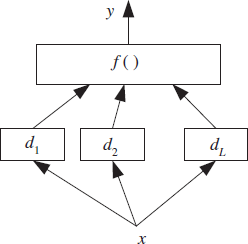 y
f ( )
d1 d2 dL
x